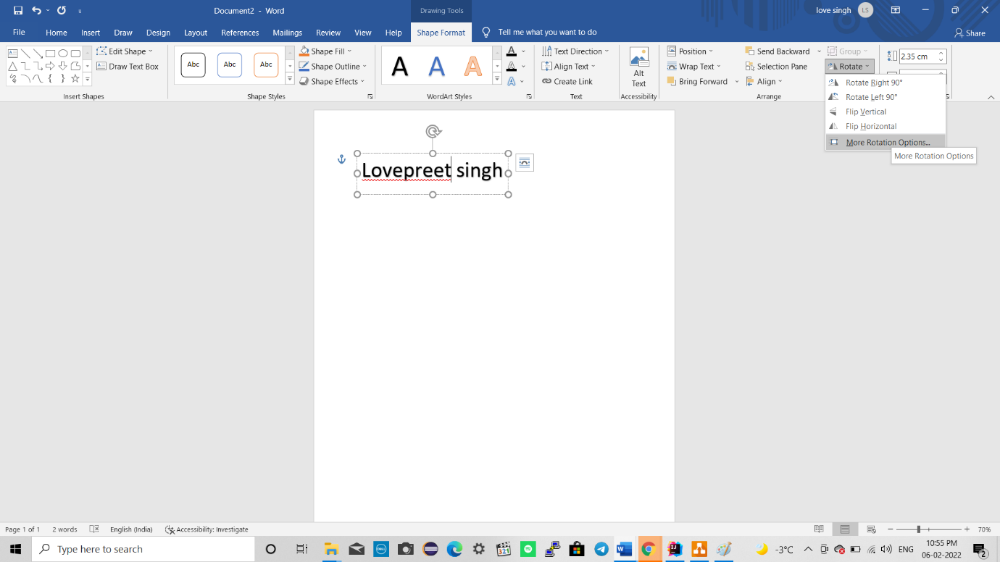 Document2 - Word
Drawing Tools
love singh
LS
File
Home
Insert
Draw
Design
Layout
References
Mailings
Review
View
Help
Shape Format
Tell me what you want to do
Share
Edit Shape
Draw Text Box
Insert Shapes
Abc
Abc
Abc
Shape Fill
Shape Outline
Shape Effects
Shape Styles
A
A
A
A
A
A
WordArt Styles
Text Direction
Align Text
Create Link
Text
Alt
Text
Accessibility
Position
Wrap Text
Bring Forward
Send Backward
Selection Pane
Align
Arrange
Group
Rotate
2.35 cm
Rotate Right 90°
Rotate Left 90°
Flip Vertical
Flip Horizontal
More Rotation Options...
More Rotation Options
Lovepreet singh
Page 1 of 1
2 words
English (India)
Accessibility: Investigate
70%
Type here to search
DELL
321
W
IJ
-3°C
ENG
10:55 PM
06-02-2022
2